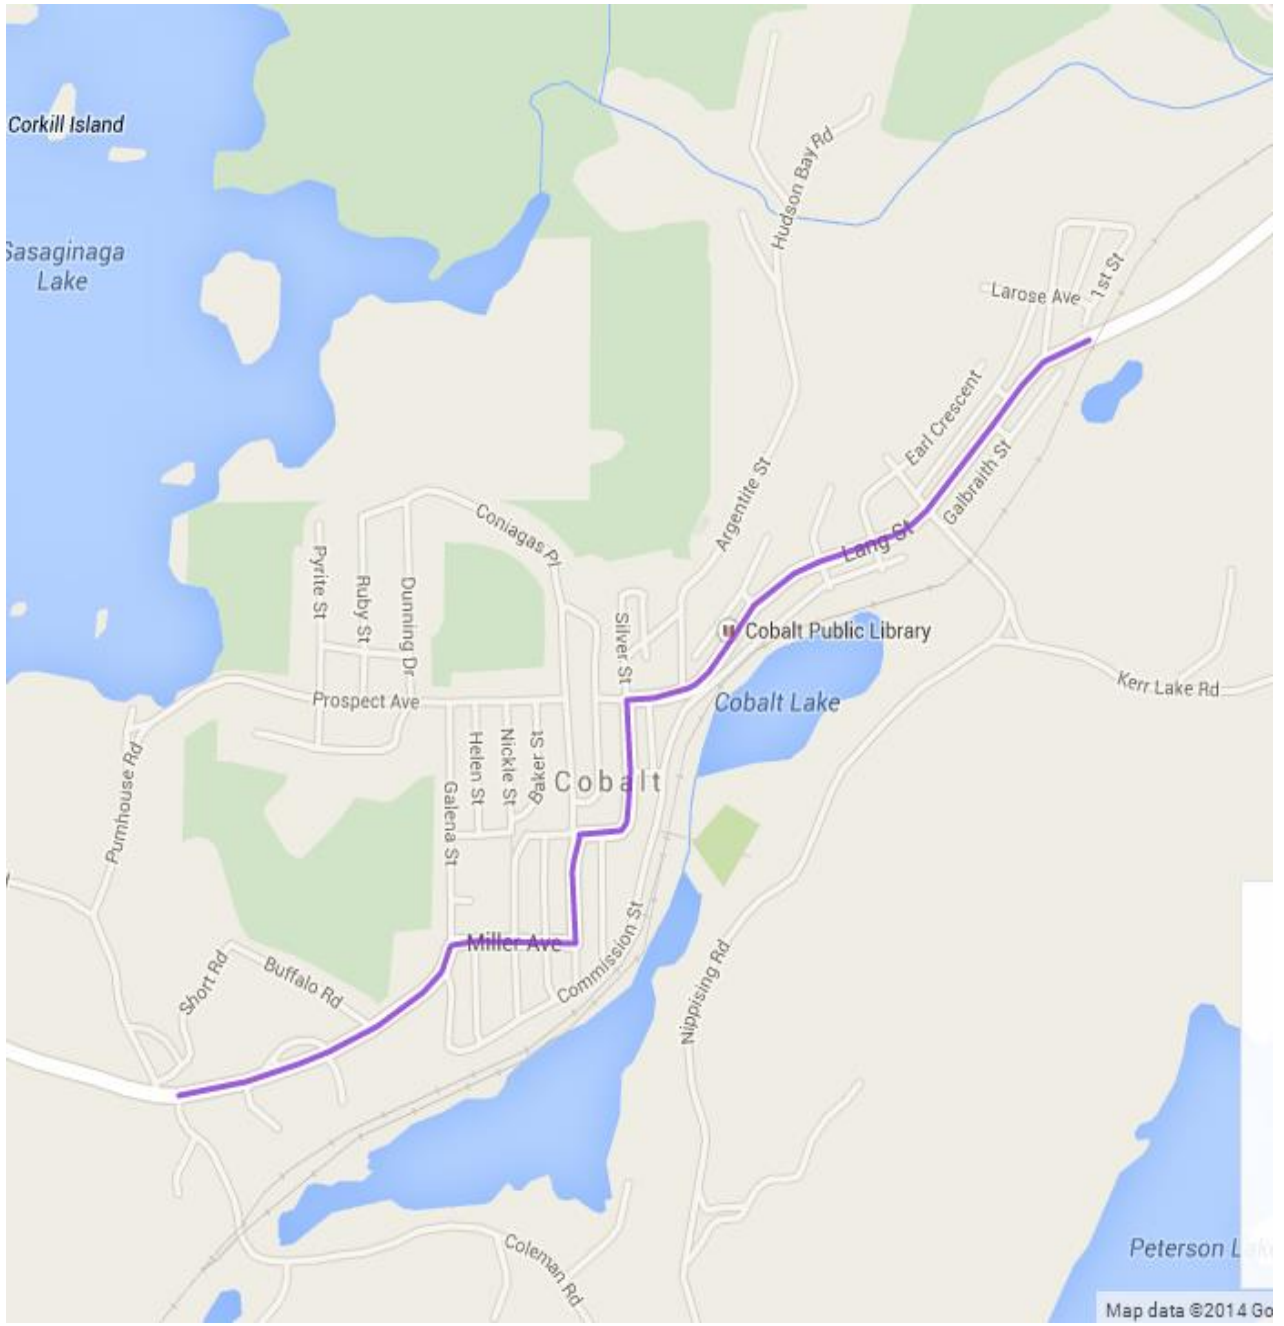 Corkill Island
Hudson Bay Rd
Sasaginaga
Lake
Larose Ave
1st St
Earl Crescent
Galbraith St
Argentite St
Coniagas Pl
Lang St
Pyrite St
Ruby St
Dunning Dr
Silver St
Cobalt Public Library
Prospect Ave
Cobalt Lake
Kerr Lake Rd
Pumhouse Rd
Helen St
Nickle St
Baker St
Cobalt
Galena St
Miller Ave
Commission St
Short Rd
Buffalo Rd
Nippising Rd
Coleman Rd
Peterson Lake
Map data ©2014 Go